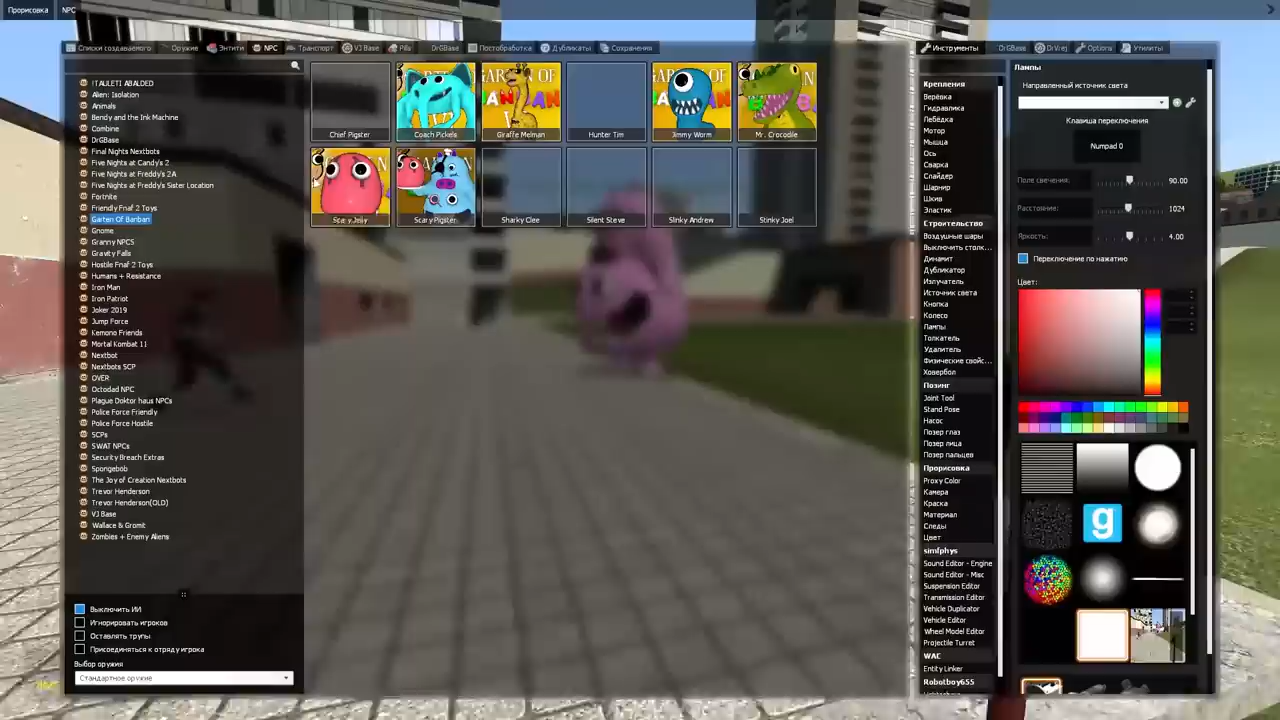 Прорисовка NPC
Списки создаваемого Оружие Энтити NPC Транспорт VJ Base Pills DrGBase Постобработка Дубликаты Сохранения
Инструменты DrGBase DrVrej Options Утилиты
!TAULETI ABALDED
Alien: Isolation
Animals
Bendy and the Ink Machine
Combine
DrGBase
Final Nights Nextbots
Five Nights at Candy's 2
Five Nights at Freddy's 2A
Five Nights at Freddy's Sister Location
Fortnite
Friendly Fnaf 2 Toys
Garten Of Banban
Gnome
Granny NPCS
Gravity Falls
Hostile Fnaf 2 Toys
Humans + Resistance
Iron Man
Iron Patriot
Joker 2019
Jump Force
Kemono Friends
Mortal Kombat 11
Nextbot
Nextbots SCP
OVER
Octodad NPC
Plague Doktor haus NPCs
Police Force Friendly
Police Force Hostile
SCPs
SWAT NPCs
Security Breach Extras
Spongebob
The Joy of Creation Nextbots
Trevor Henderson
Trevor Henderson(OLD)
VJ Base
Wallace & Gromit
Zombies + Enemy Aliens
Выключить ИИ
Игнорировать игроков
Оставлять трупы
Присоединяться к отряду игрока
Выбор оружия
Стандартное оружие
Chief Pigster Coach Pickels Giraffe Melman Hunter Tim Jimmy Worm Mr. Crocodile
Scary Jelly Scary Pigster Sharky Clee Silent Steve Slinky Andrew Stinky Joel
Крепления
Верёвка
Гидравлика
Лебёдка
Мотор
Мышца
Ось
Сварка
Слайдер
Шарнир
Шкив
Эластик
Строительство
Воздушные шары
Выключить столк...
Динамит
Дубликатор
Излучатель
Источник света
Кнопка
Колесо
Лампы
Толкатель
Удалитель
Физические свойс...
Ховербол
Позинг
Joint Tool
Stand Pose
Насос
Позер глаз
Позер лица
Позер пальцев
Прорисовка
Proxy Color
Камера
Краска
Материал
Следы
Цвет
simfphys
Sound Editor - Engine
Sound Editor - Misc
Suspension Editor
Transmission Editor
Vehicle Duplicator
Vehicle Editor
Wheel Model Editor
Projectile Turret
WAC
Entity Linker
Robotboy655
Лампы
Направленный источник света
Клавиша переключения
Numpad 0
Поле свечения: 90.00
Расстояние: 1024
Яркость: 4.00
Переключение по нажатию
Цвет:
g